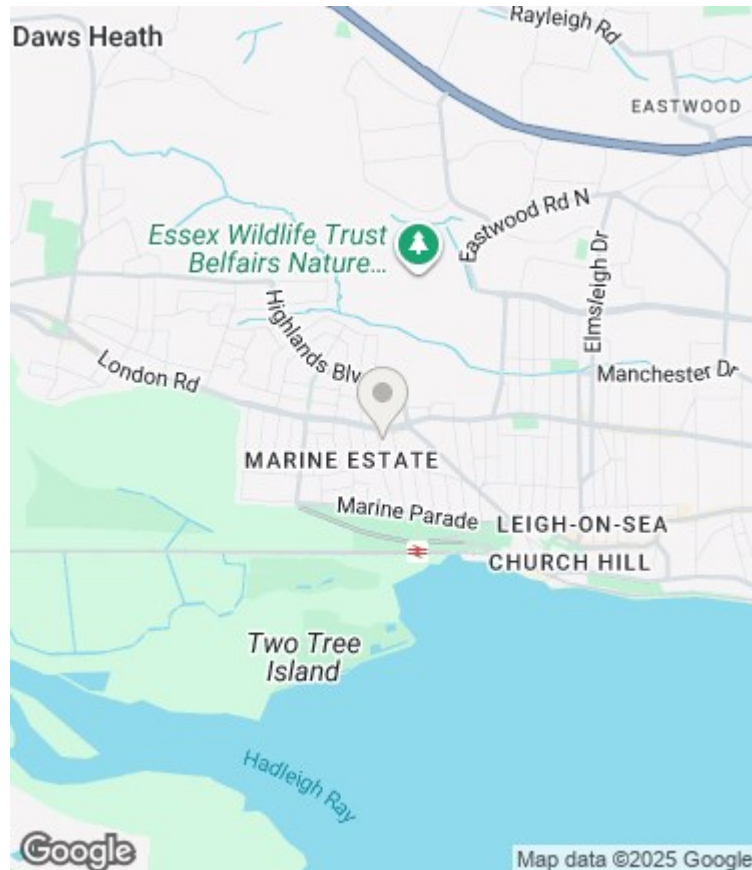 Daws Heath
Rayleigh Rd
EASTWOOD
Essex Wildlife Trust
Belfairs Nature...
Eastwood Rd N
Elmsleigh Dr
Highlands Blv
London Rd
Manchester Dr
MARINE ESTATE
Marine Parade
LEIGH-ON-SEA
CHURCH HILL
Two Tree
Island
Hadleigh Ray
Google
Map data ©2025 Google